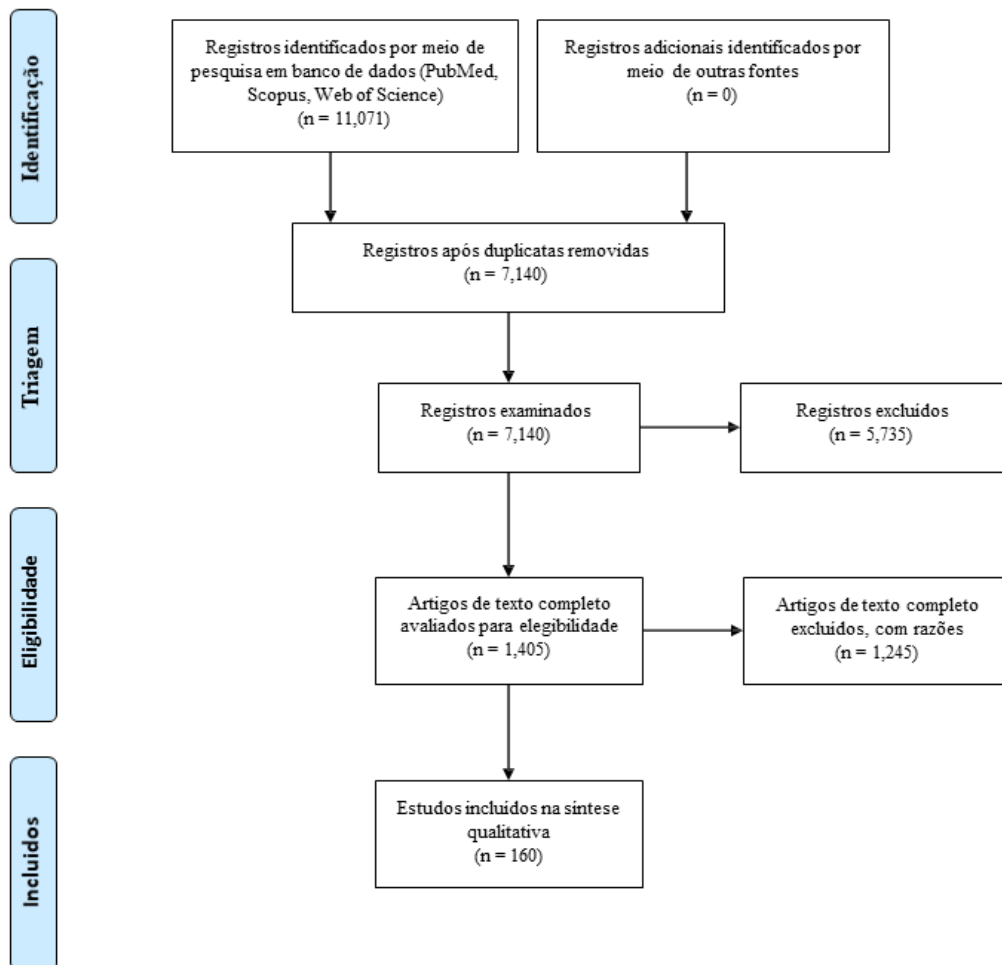 Identificação
Registros identificados por meio de
pesquisa em banco de dados (PubMed,
Scopus, Web of Science)
(n = 11,071)
Registros adicionais identificados por
meio de outras fontes
(n = 0)
Registros após duplicatas removidas
(n = 7,140)
Triagem
Registros examinados
(n = 7,140)
Registros excluídos
(n = 5,735)
Eligibilidade
Artigos de texto completo
avaliados para elegibilidade
(n = 1,405)
Artigos de texto completo
excluídos, com razões
(n = 1,245)
Incluidos
Estudos incluídos na síntese
qualitativa
(n = 160)